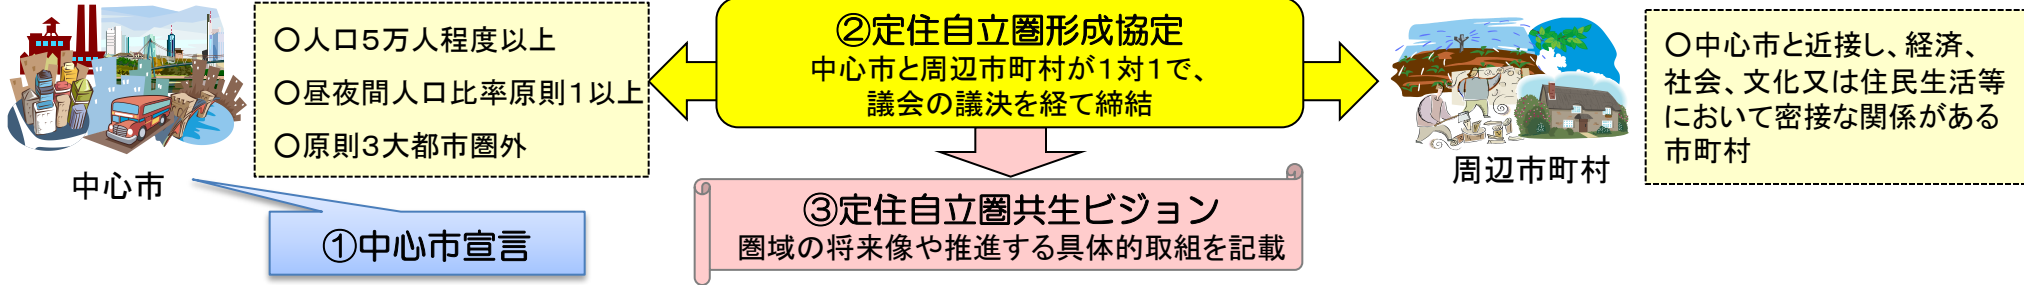 〇人口5万人程度以上
〇昼夜間人口比率原則1以上
〇原則3大都市圏外
中心市
①中心市宣言
②定住自立圏形成協定
中心市と周辺市町村が1対1で、
議会の議決を経て締結
③定住自立圏共生ビジョン
圏域の将来像や推進する具体的取組を記載
周辺市町村
〇中心市と近接し、経済、
社会、文化又は住民生活等
において密接な関係がある
市町村